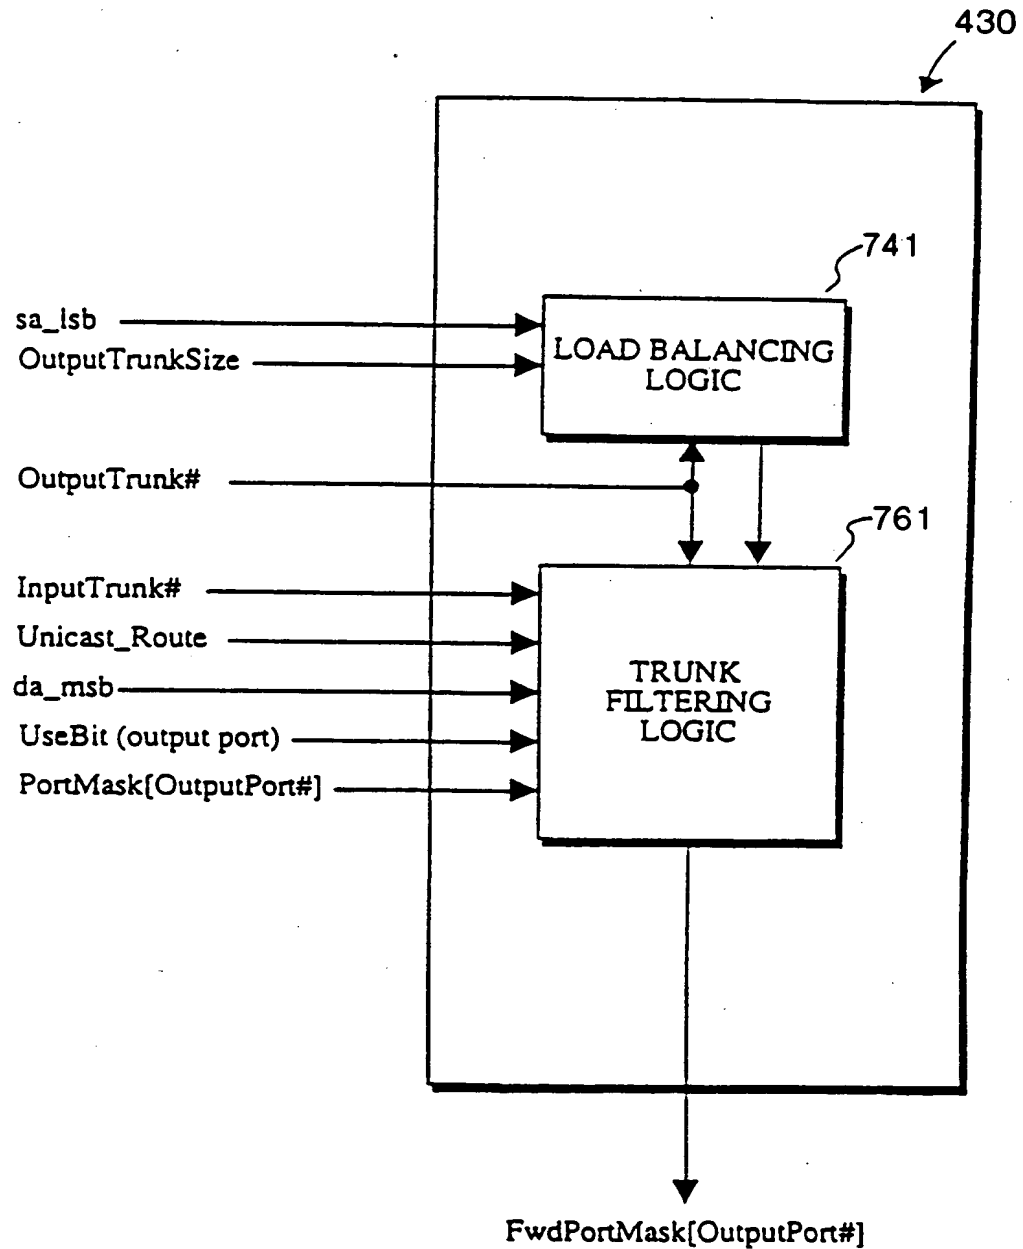 430
741
sa_lsb
OutputTrunkSize
LOAD BALANCING
LOGIC
OutputTrunk#
761
InputTrunk#
Unicast_Route
da_msb
UseBit (output port)
PortMask[OutputPort#]
TRUNK
FILTERING
LOGIC
FwdPortMask[OutputPort#]